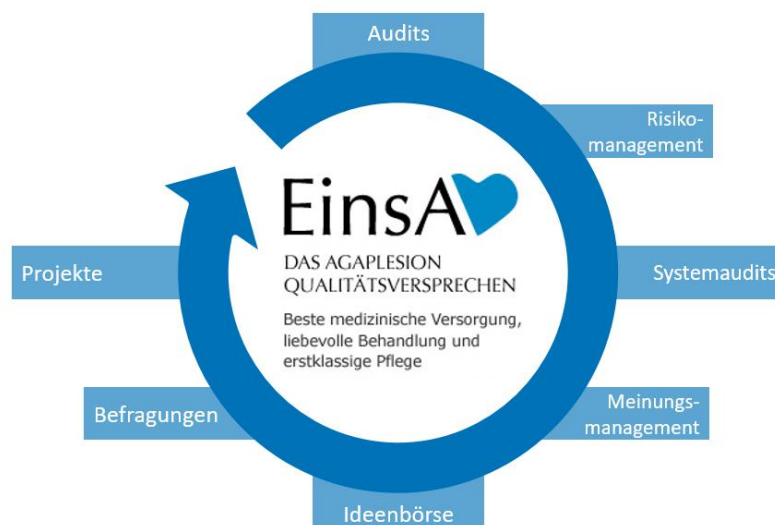 Audits
Risiko-
management
EinsA
DAS AGAPLESION
QUALITÄTSVERSPRECHEN
Beste medizinische Versorgung,
liebevolle Behandlung und
erstklassige Pflege
Projekte
Systemaudits
Befragungen
Meinungs-
management
Ideenbörse